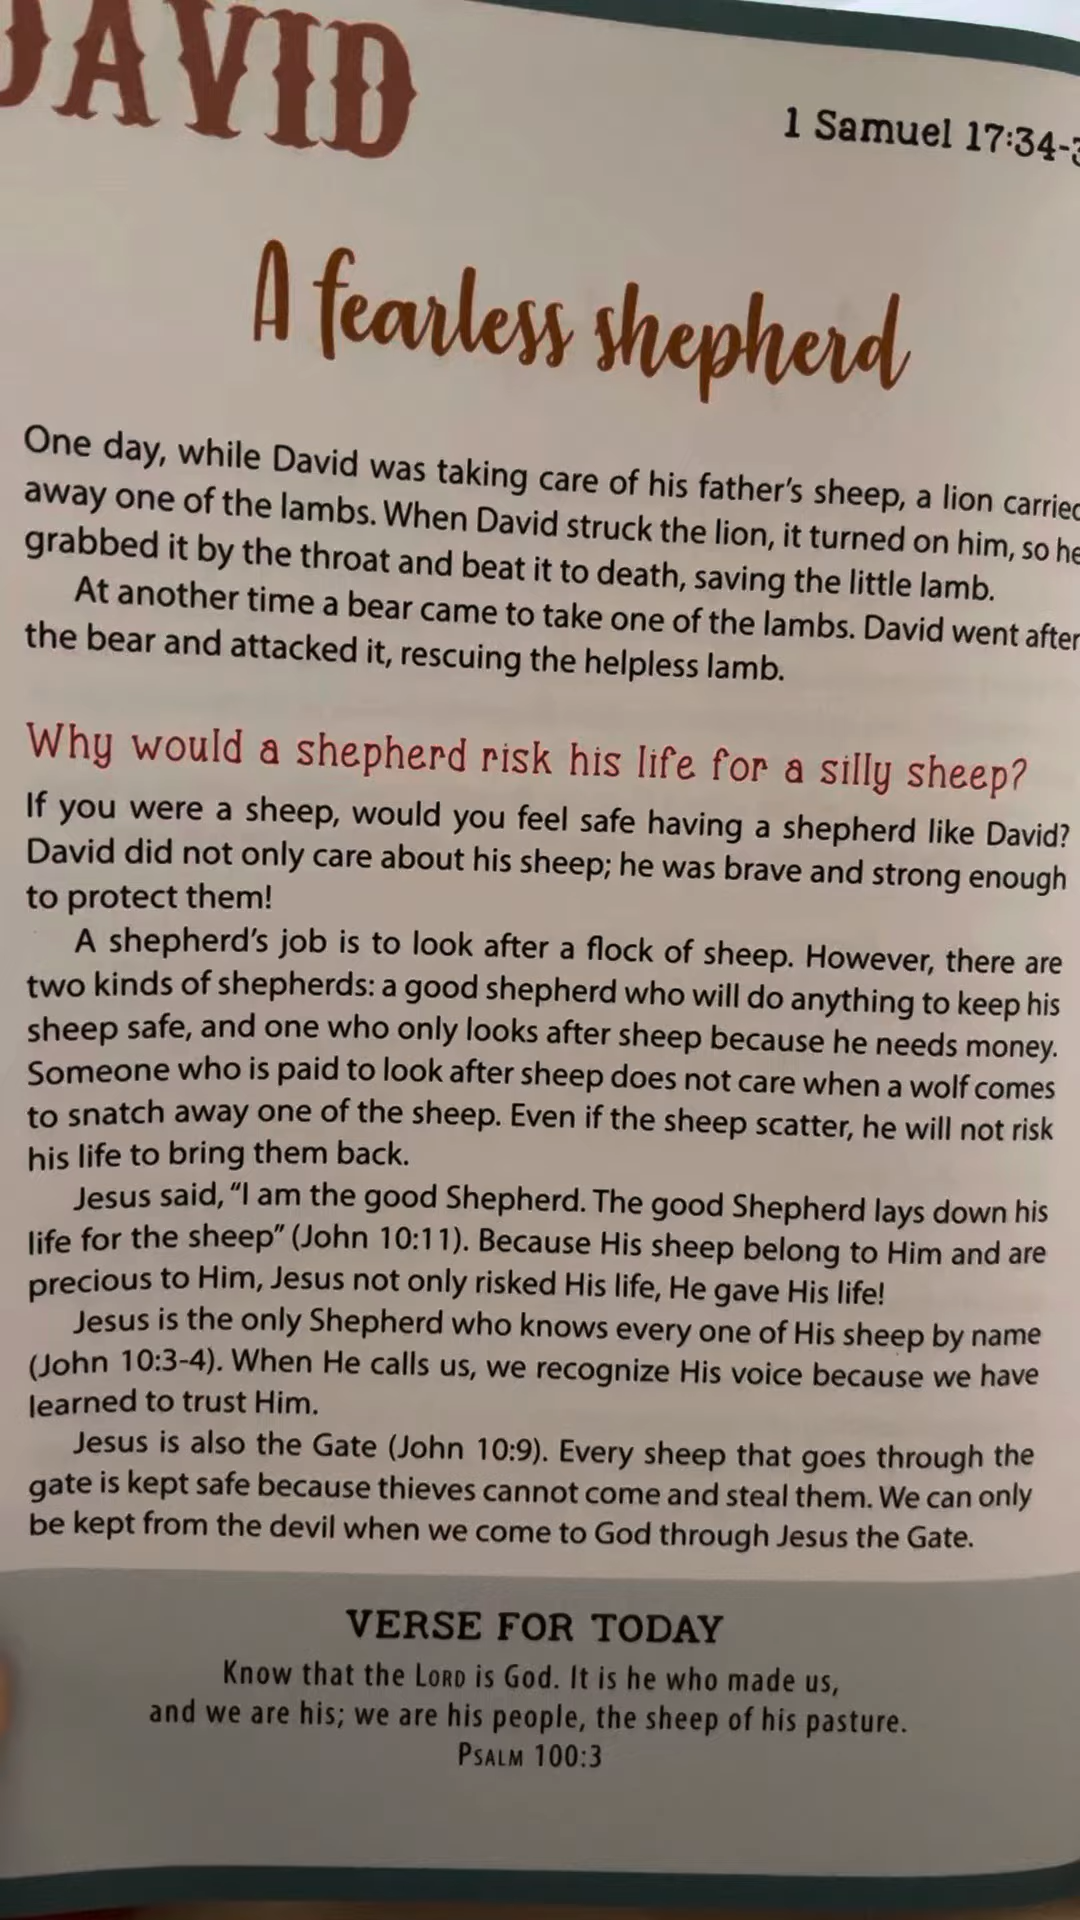 DAVID
1 Samuel 17:34-3
A fearless shepherd
One day, while David was taking care of his father's sheep, a lion carried
away one of the lambs. When David struck the lion, it turned on him, so he
grabbed it by the throat and beat it to death, saving the little lamb.
At another time a bear came to take one of the lambs. David went after
the bear and attacked it, rescuing the helpless lamb.
Why would a shepherd risk his life for a silly sheep?
If you were a sheep, would you feel safe having a shepherd like David?
David did not only care about his sheep; he was brave and strong enough
to protect them!
A shepherd's job is to look after a flock of sheep. However, there are
two kinds of shepherds: a good shepherd who will do anything to keep his
sheep safe, and one who only looks after sheep because he needs money.
Someone who is paid to look after sheep does not care when a wolf comes
to snatch away one of the sheep. Even if the sheep scatter, he will not risk
his life to bring them back.
Jesus said, "I am the good Shepherd. The good Shepherd lays down his
life for the sheep" (John 10:11). Because His sheep belong to Him and are
precious to Him, Jesus not only risked His life, He gave His life!
Jesus is the only Shepherd who knows every one of His sheep by name
(John 10:3-4). When He calls us, we recognize His voice because we have
learned to trust Him.
Jesus is also the Gate (John 10:9). Every sheep that goes through the
gate is kept safe because thieves cannot come and steal them. We can only
be kept from the devil when we come to God through Jesus the Gate.
VERSE FOR TODAY
Know that the LORD is God. It is he who made us,
and we are his; we are his people, the sheep of his pasture.
PSALM 100:3